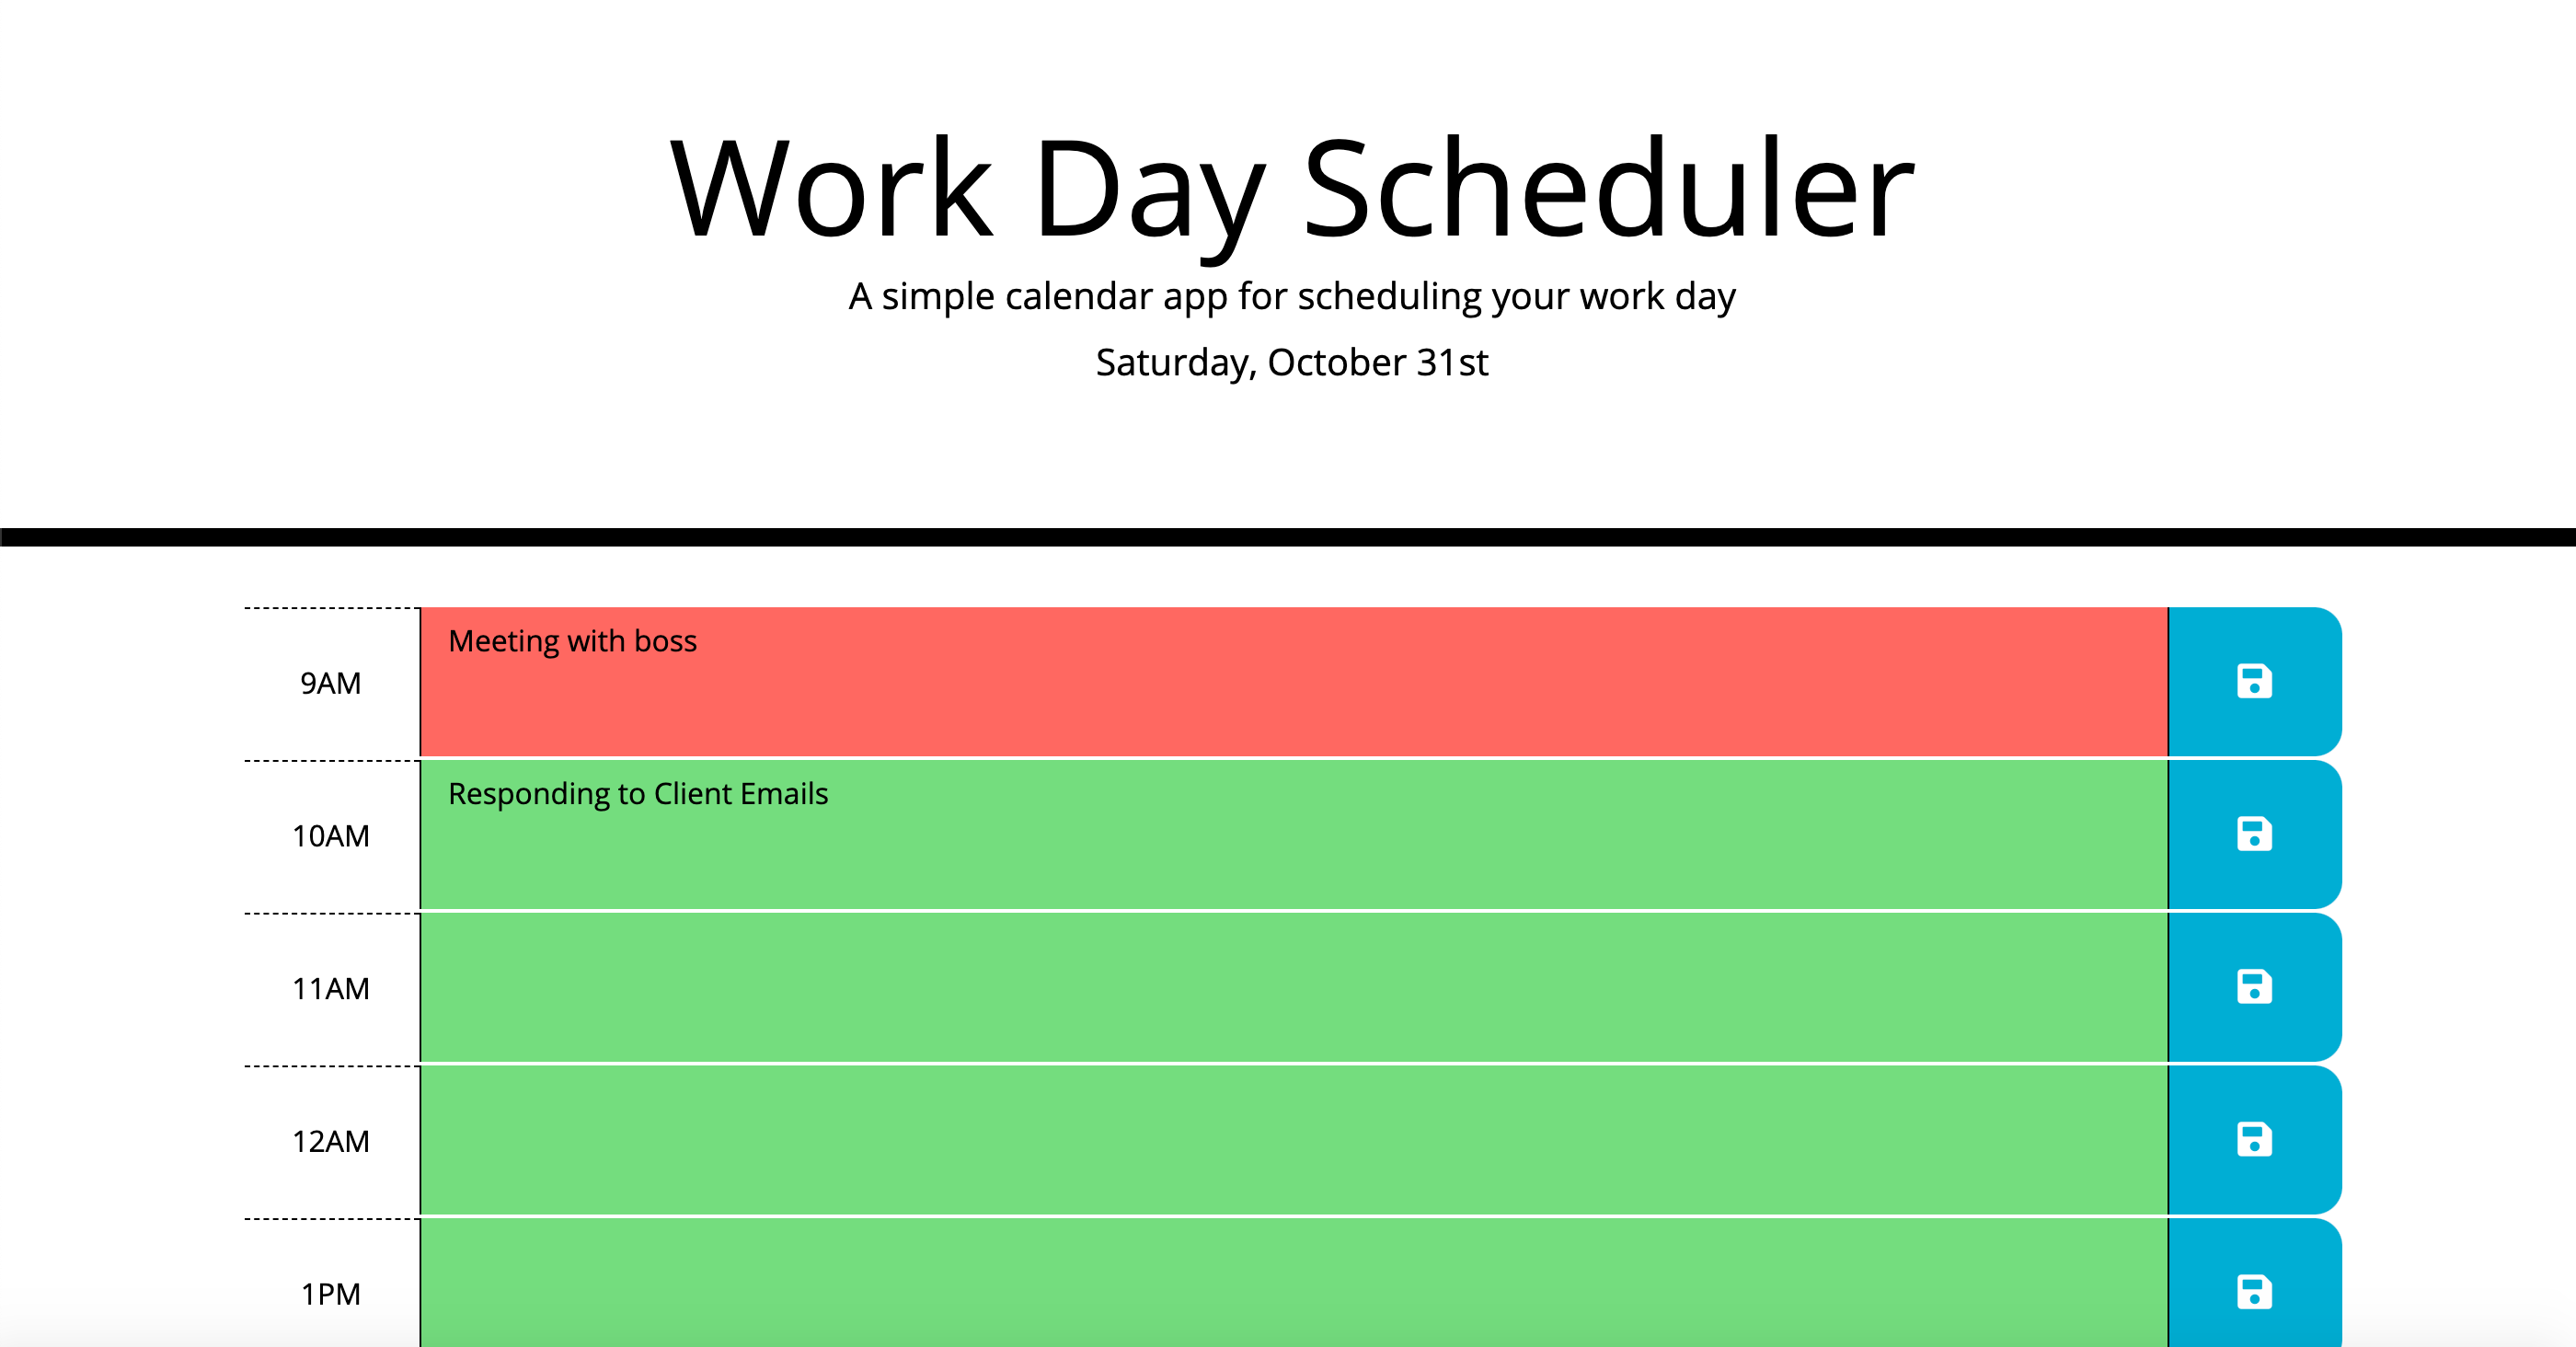 Work Day Scheduler
A simple calendar app for scheduling your work day
Saturday, October 31st
9AM
Meeting with boss
10AM
Responding to Client Emails
11AM
12AM
1PM